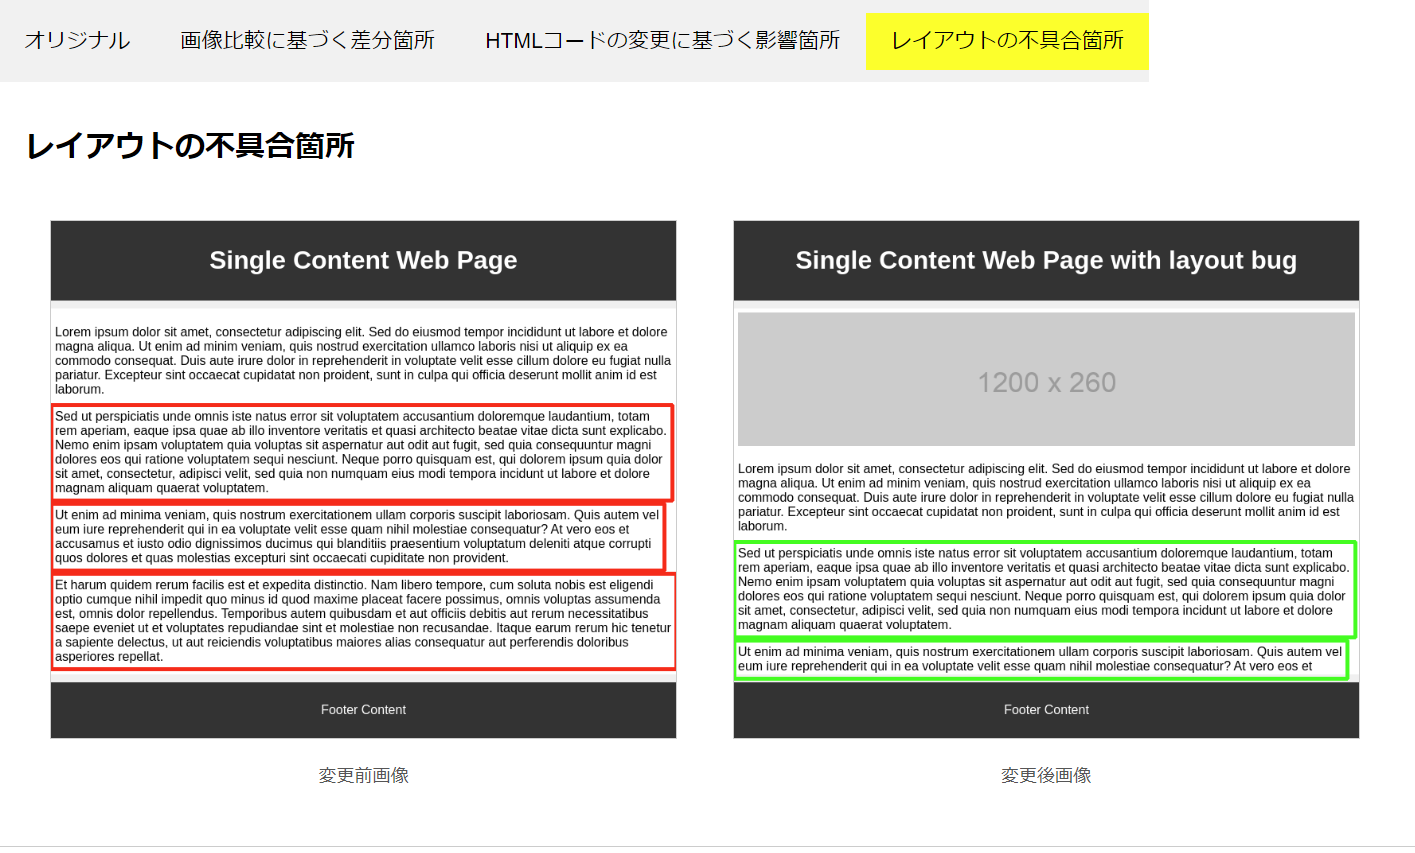 オリジナル 画像比較に基づく差分箇所 HTMLコードの変更に基づく影響箇所 レイアウトの不具合箇所
レイアウトの不具合箇所
Single Content Web Page
Lorem ipsum dolor sit amet, consectetur adipiscing elit. Sed do eiusmod tempor incididunt ut labore et dolore
magna aliqua. Ut enim ad minim veniam, quis nostrud exercitation ullamco laboris nisi ut aliquip ex ea
commodo consequat. Duis aute irure dolor in reprehenderit in voluptate velit esse cillum dolore eu fugiat nulla
pariatur. Excepteur sint occaecat cupidatat non proident, sunt in culpa qui officia deserunt mollit anim id est
laborum.
Sed ut perspiciatis unde omnis iste natus error sit voluptatem accusantium doloremque laudantium, totam
rem aperiam, eaque ipsa quae ab illo inventore veritatis et quasi architecto beatae vitae dicta sunt explicabo.
Nemo enim ipsam voluptatem quia voluptas sit aspernatur aut odit aut fugit, sed quia consequuntur magni
dolores eos qui ratione voluptatem sequi nesciunt. Neque porro quisquam est, qui dolorem ipsum quia dolor
sit amet, consectetur, adipisci velit, sed quia non numquam eius modi tempora incidunt ut labore et dolore
magnam aliquam quaerat voluptatem.
Ut enim ad minima veniam, quis nostrum exercitationem ullam corporis suscipit laboriosam. Quis autem vel
eum iure reprehenderit qui in ea voluptate velit esse quam nihil molestiae consequatur? At vero eos et
accusamus et iusto odio dignissimos ducimus qui blanditiis praesentium voluptatum deleniti atque corrupti
quos dolores et quas molestias excepturi sint occaecati cupiditate non provident.
Et harum quidem rerum facilis est et expedita distinctio. Nam libero tempore, cum soluta nobis est eligendi
optio cumque nihil impedit quo minus id quod maxime placeat facere possimus, omnis voluptas assumenda
est, omnis dolor repellendus. Temporibus autem quibusdam et aut officiis debitis aut rerum necessitatibus
saepe eveniet ut et voluptates repudiandae sint et molestiae non recusandae. Itaque earum rerum hic tenetur
a sapiente delectus, ut aut reiciendis voluptatibus maiores alias consequatur aut perferendis doloribus
asperiores repellat.
Footer Content
変更前画像
Single Content Web Page with layout bug
1200 x 260
Lorem ipsum dolor sit amet, consectetur adipiscing elit. Sed do eiusmod tempor incididunt ut labore et dolore
magna aliqua. Ut enim ad minim veniam, quis nostrud exercitation ullamco laboris nisi ut aliquip ex ea
commodo consequat. Duis aute irure dolor in reprehenderit in voluptate velit esse cillum dolore eu fugiat nulla
pariatur. Excepteur sint occaecat cupidatat non proident, sunt in culpa qui officia deserunt mollit anim id est
laborum.
Sed ut perspiciatis unde omnis iste natus error sit voluptatem accusantium doloremque laudantium, totam
rem aperiam, eaque ipsa quae ab illo inventore veritatis et quasi architecto beatae vitae dicta sunt explicabo.
Nemo enim ipsam voluptatem quia voluptas sit aspernatur aut odit aut fugit, sed quia consequuntur magni
dolores eos qui ratione voluptatem sequi nesciunt. Neque porro quisquam est, qui dolorem ipsum quia dolor
sit amet, consectetur, adipisci velit, sed quia non numquam eius modi tempora incidunt ut labore et dolore
magnam aliquam quaerat voluptatem.
Ut enim ad minima veniam, quis nostrum exercitationem ullam corporis suscipit laboriosam. Quis autem vel
eum iure reprehenderit qui in ea voluptate velit esse quam nihil molestiae consequatur? At vero eos et
Footer Content
変更後画像